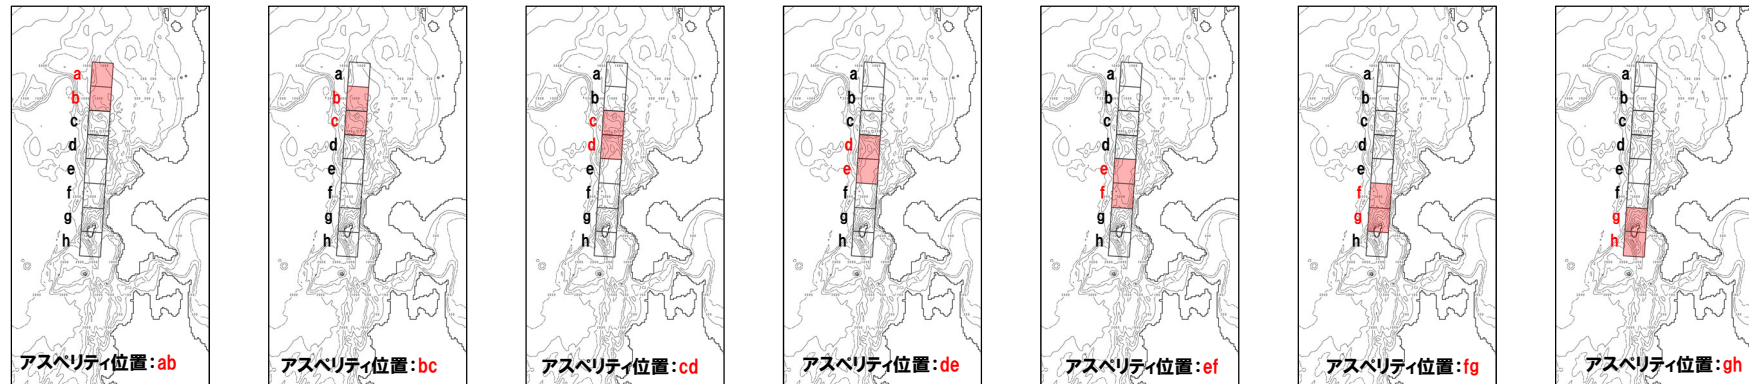 a
b
c
d
e
f
g
h
アスペリティ位置:ab
a
b
c
d
e
f
g
h
アスペリティ位置:bc
a
b
c
d
e
f
g
h
アスペリティ位置:cd
a
b
c
d
e
f
g
h
アスペリティ位置:de
a
b
c
d
e
f
g
h
アスペリティ位置:ef
a
b
c
d
e
f
g
h
アスペリティ位置:fg
a
b
c
d
e
f
g
h
アスペリティ位置:gh